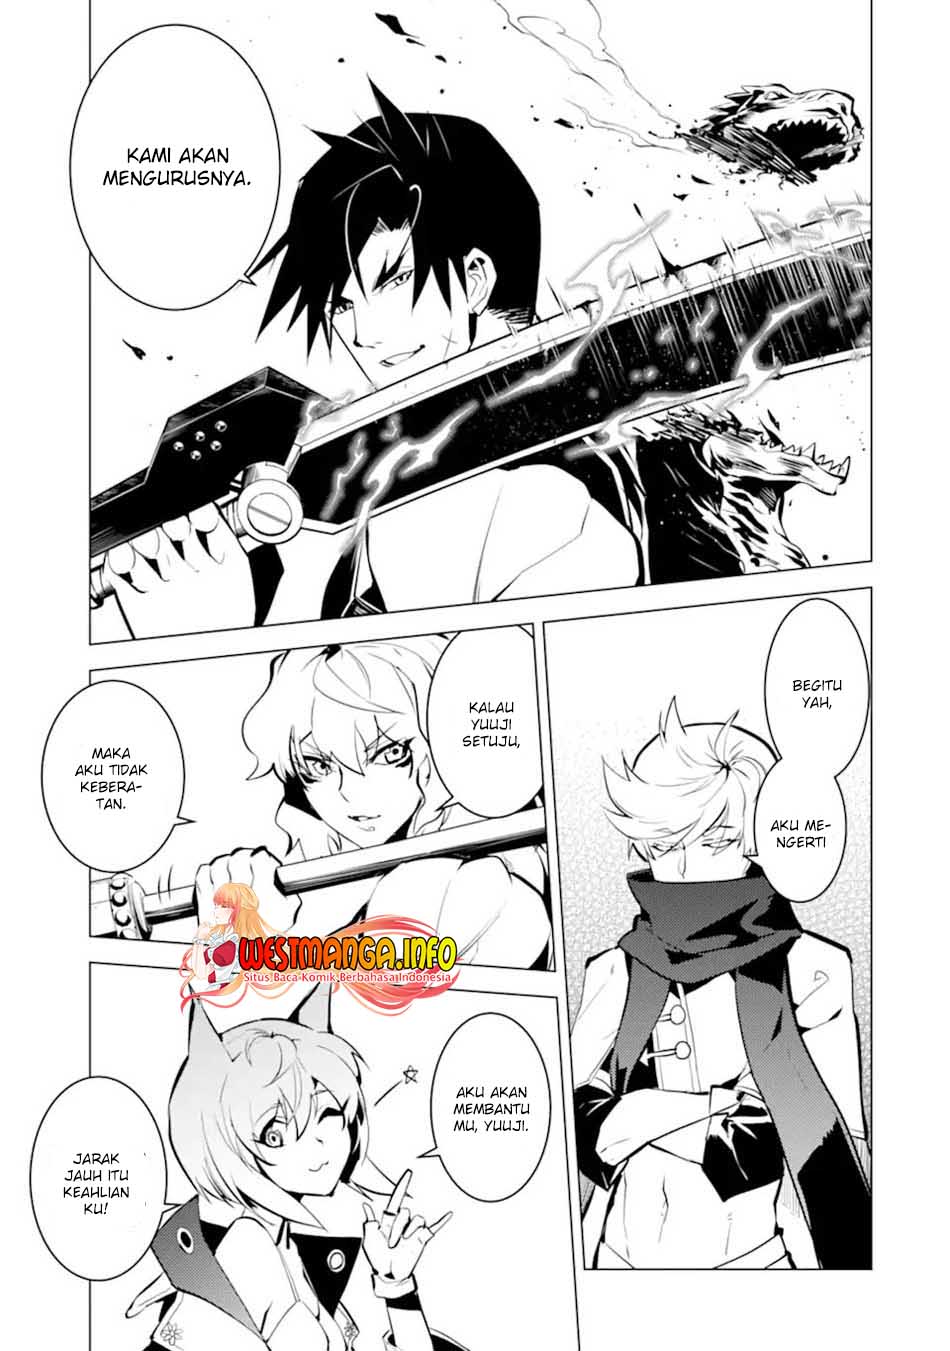 KAMI AKAN
MENGURUSNYA.
BEGITU
YAH,
AKU ME-
NGERTI
KALAU
YUUJI
SETUJU,
MAKA
AKU TIDAK
KEBERA-
TAN.
WESTMANGA.INFO
SITUS BACA KOMIK BERBAHASA INDONESIA
AKU AKAN
MEMBANTU
MU, YUUJI.
JARAK
JAUH ITU
KEAHLIAN
KU!